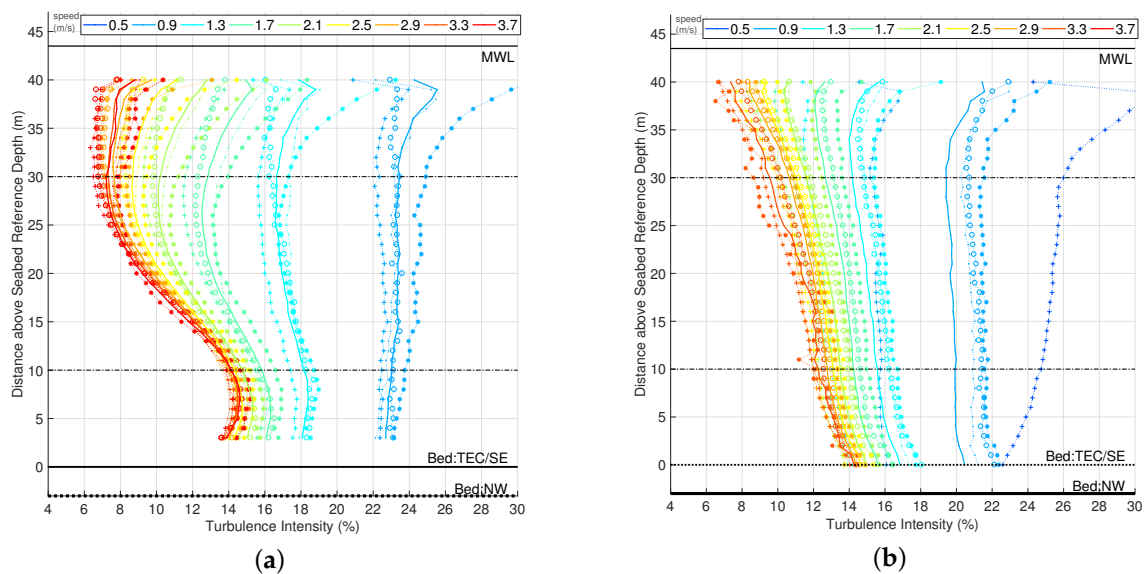 speed
(m/s)
0.5 0.9 1.3 1.7 2.1 2.5 2.9 3.3 3.7
MWL
45
40
35
30
25
20
15
10
5
0
Distance above Seabed Reference Depth (m)
Bed:TEC/SE
Bed:NW
4 6 8 10 12 14 16 18 20 22 24 26 28 30
Turbulence Intensity (%)
(a)
speed
(m/s)
0.5 0.9 1.3 1.7 2.1 2.5 2.9 3.3 3.7
MWL
45
40
35
30
25
20
15
10
5
0
Distance above Seabed Reference Depth (m)
Bed:TEC/SE
Bed:NW
4 6 8 10 12 14 16 18 20 22 24 26 28 30
Turbulence Intensity (%)
(b)